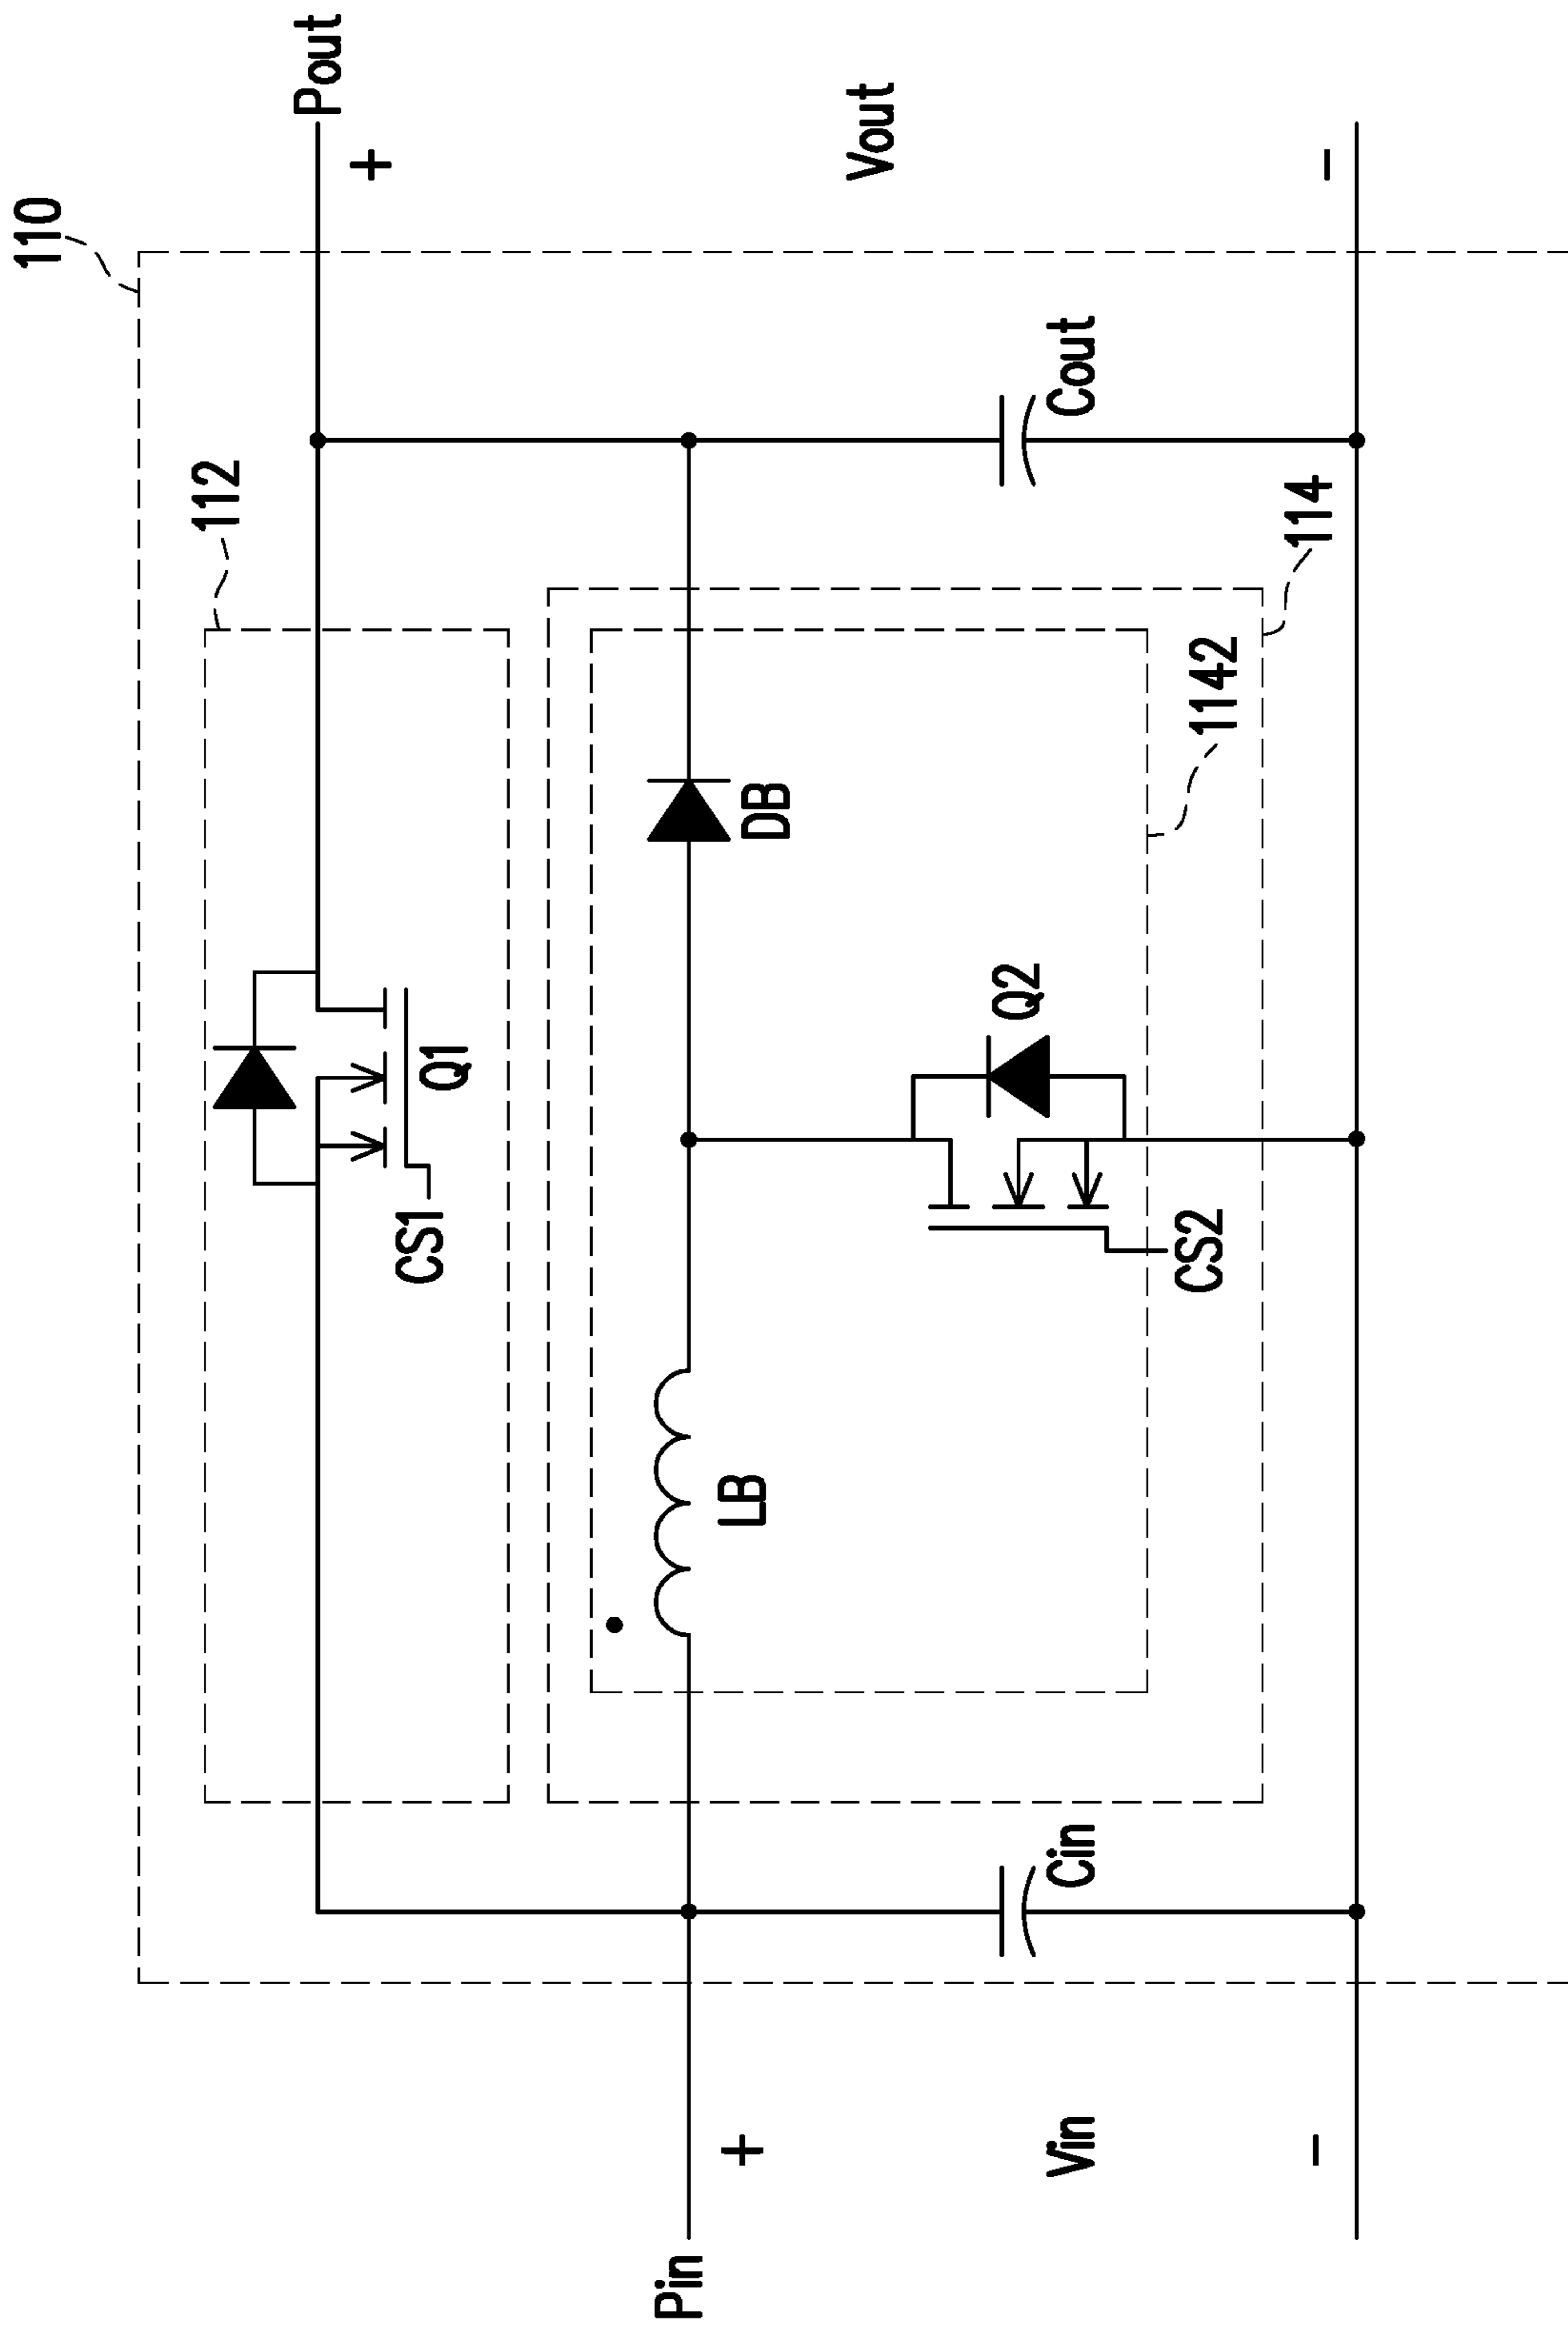 110
Pout
+
112
Q1
CS1
Vout
DB
LB
Pin
+
Q2
Cout
Cin
Vin
CS2
1142
114
−
−